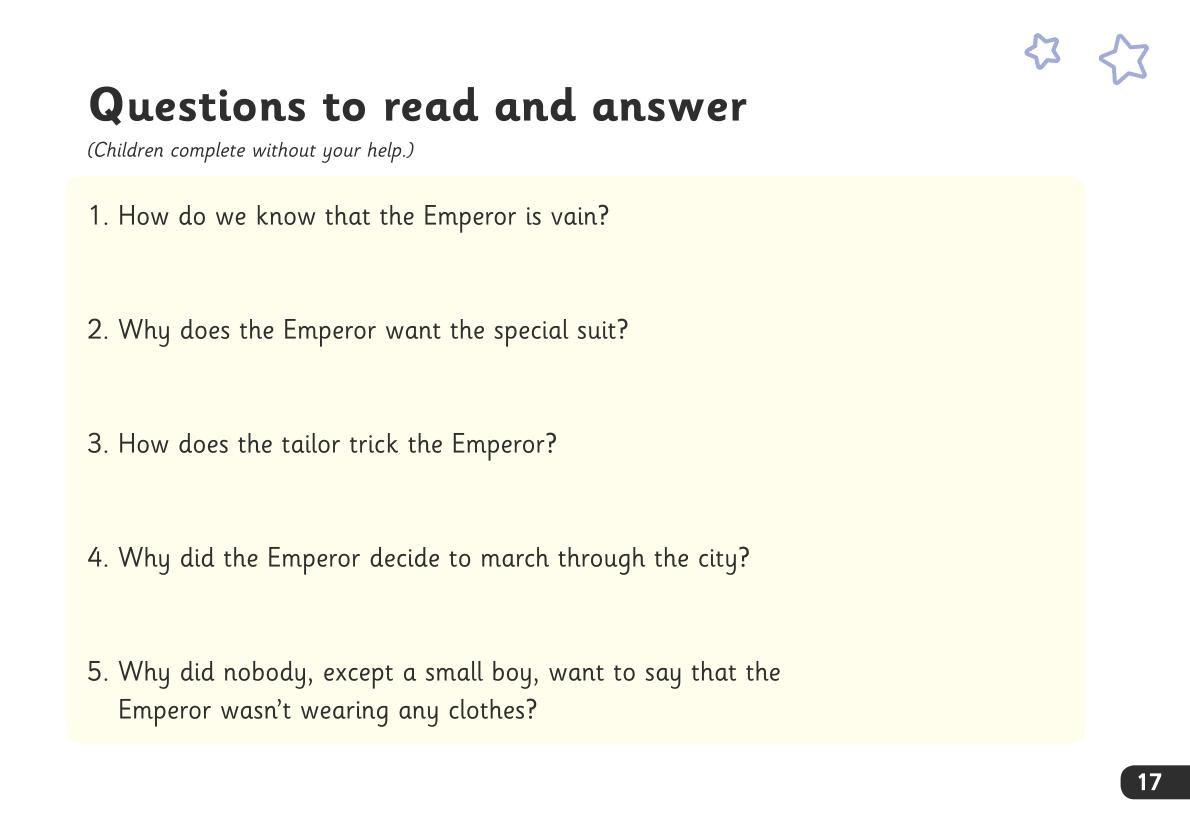 Questions to read and answer
(Children complete without your help.)
1. How do we know that the Emperor is vain?
2. Why does the Emperor want the special suit?
3. How does the tailor trick the Emperor?
4. Why did the Emperor decide to march through the city?
5. Why did nobody, except a small boy, want to say that the
Emperor wasn’t wearing any clothes?
17